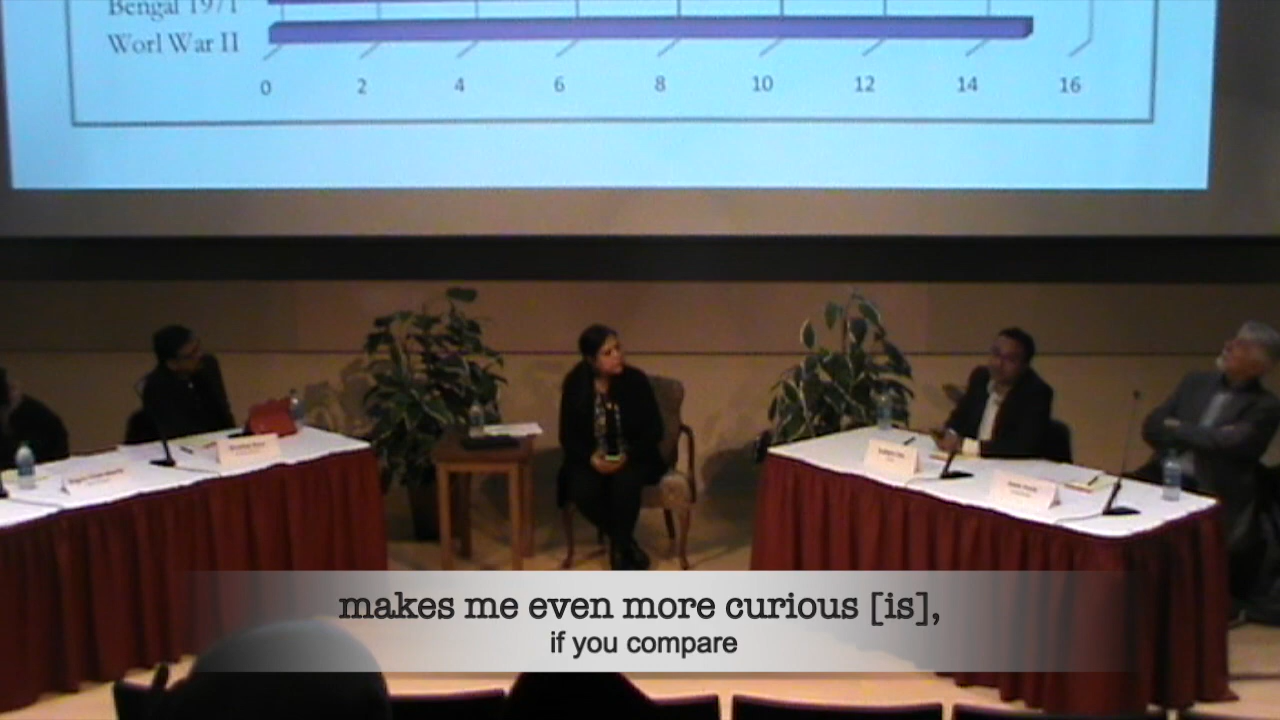 Bengal 1971
Worl War II
0 2 4 6 8 10 12 14 16
makes me even more curious [is],
if you compare